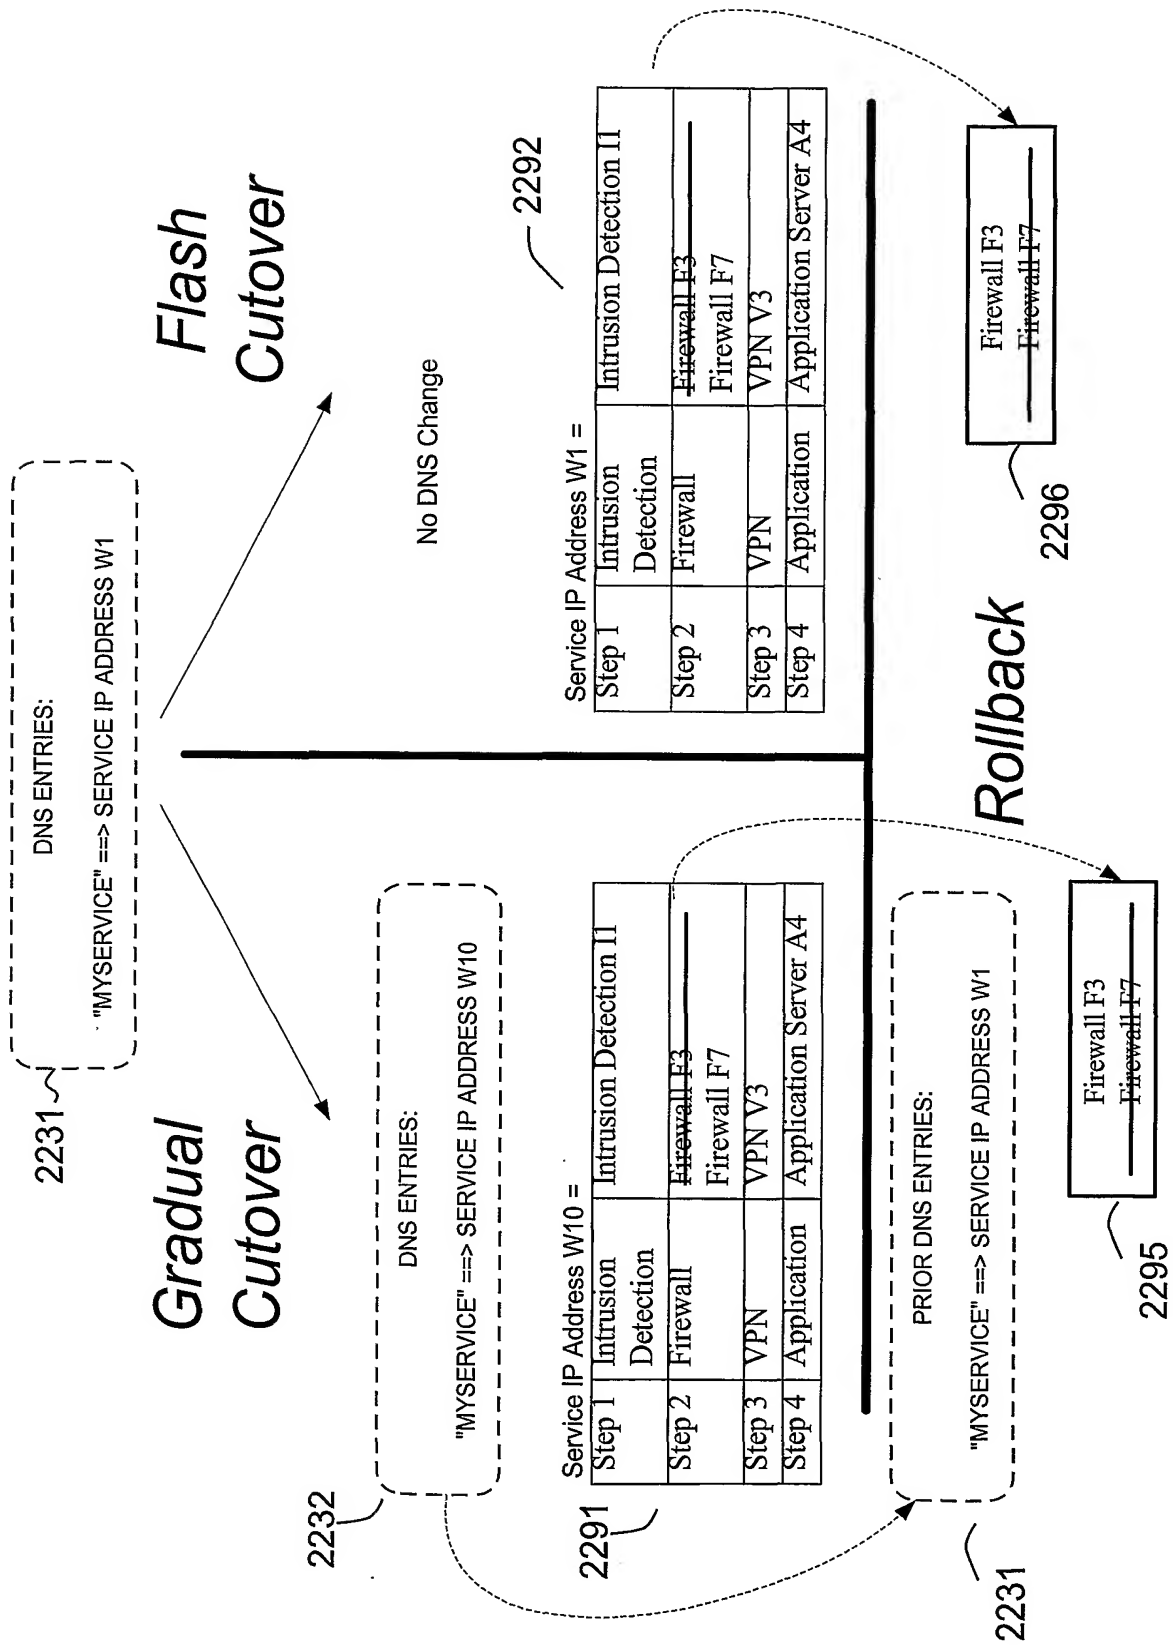 2231
DNS ENTRIES:
"MYSERVICE" ==> SERVICE IP ADDRESS W1
Gradual
Cutover
Flash
Cutover
2232
DNS ENTRIES:
"MYSERVICE" ==> SERVICE IP ADDRESS W10
No DNS Change
2291
Service IP Address W10 =
Step 1 Intrusion Detection Intrusion Detection I1
Step 2 Firewall Firewall F3
Firewall F7
Step 3 VPN VPN V3
Step 4 Application Application Server A4
2292
Service IP Address W1 =
Step 1 Intrusion Detection Intrusion Detection I1
Step 2 Firewall Firewall F3
Firewall F7
Step 3 VPN VPN V3
Step 4 Application Application Server A4
Rollback
2231
PRIOR DNS ENTRIES:
"MYSERVICE" ==> SERVICE IP ADDRESS W1
2295
Firewall F3
Firewall F7
2296
Firewall F3
Firewall F7